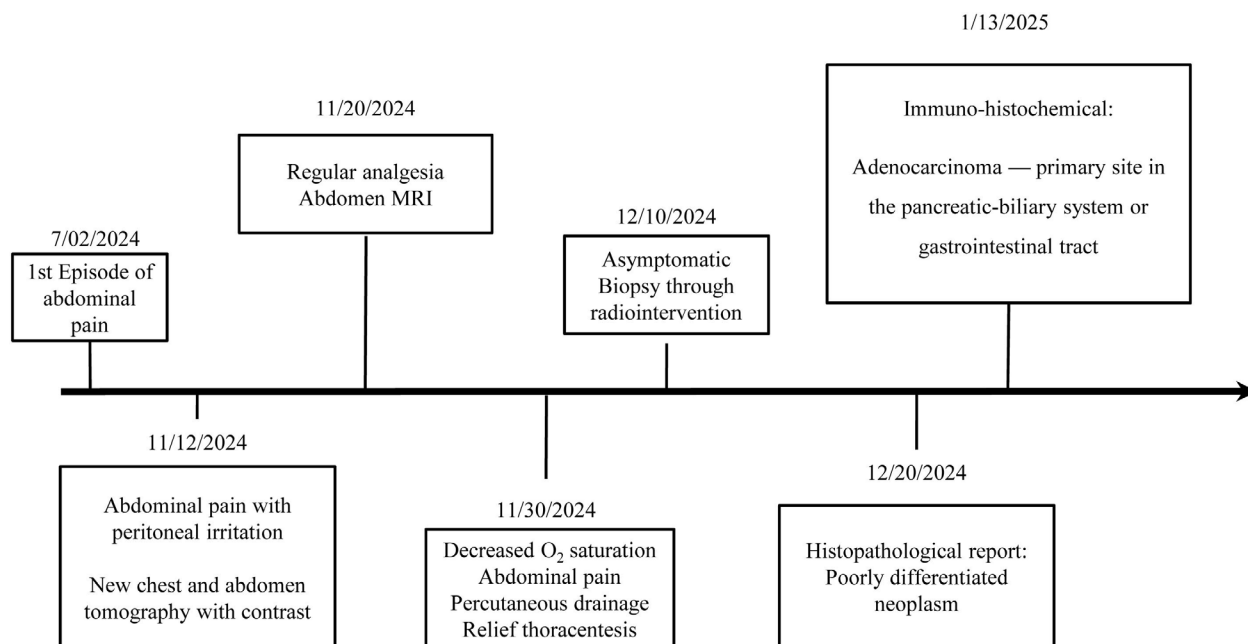 7/02/2024
1st Episode of
abdominal
pain
11/12/2024
Abdominal pain with
peritoneal irritation
New chest and abdomen
tomography with contrast
11/20/2024
Regular analgesia
Abdomen MRI
11/30/2024
Decreased O₂ saturation
Abdominal pain
Percutaneous drainage
Relief thoracentesis
12/10/2024
Asymptomatic
Biopsy through
radiointervention
12/20/2024
Histopathological report:
Poorly differentiated
neoplasm
1/13/2025
Immuno-histochemical:
Adenocarcinoma — primary site in
the pancreatic-biliary system or
gastrointestinal tract